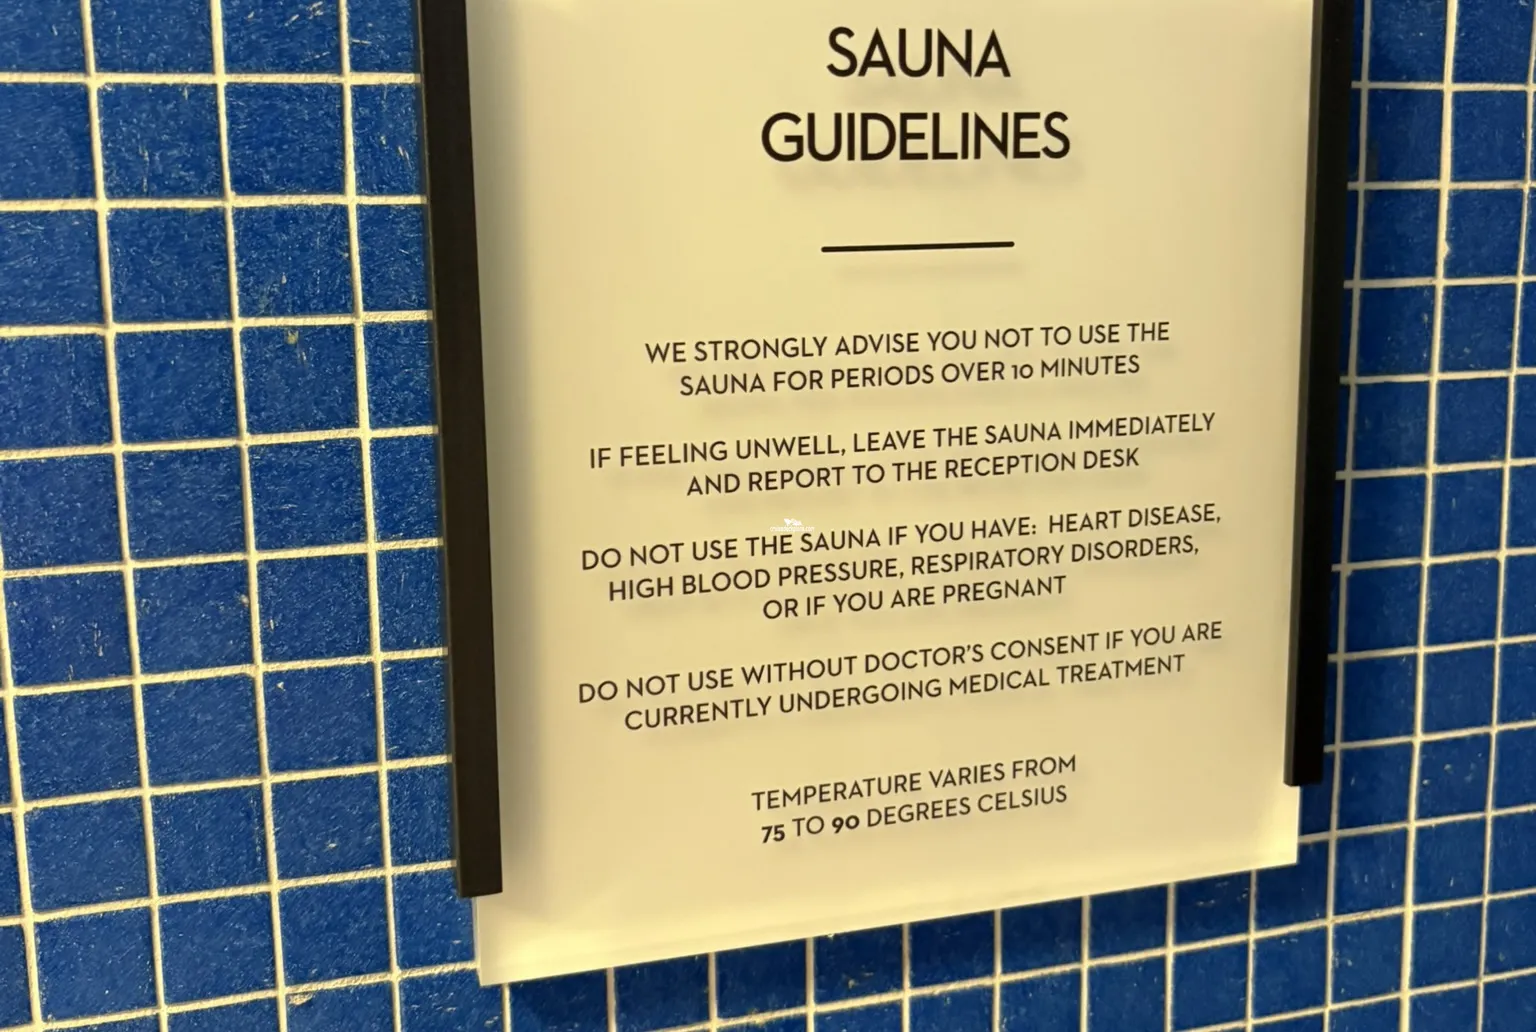 SAUNA
GUIDELINES
WE STRONGLY ADVISE YOU NOT TO USE THE
SAUNA FOR PERIODS OVER 10 MINUTES
IF FEELING UNWELL, LEAVE THE SAUNA IMMEDIATELY
AND REPORT TO THE RECEPTION DESK
DO NOT USE THE SAUNA IF YOU HAVE: HEART DISEASE,
HIGH BLOOD PRESSURE, RESPIRATORY DISORDERS,
OR IF YOU ARE PREGNANT
DO NOT USE WITHOUT DOCTOR'S CONSENT IF YOU ARE
CURRENTLY UNDERGOING MEDICAL TREATMENT
TEMPERATURE VARIES FROM
75 TO 90 DEGREES CELSIUS